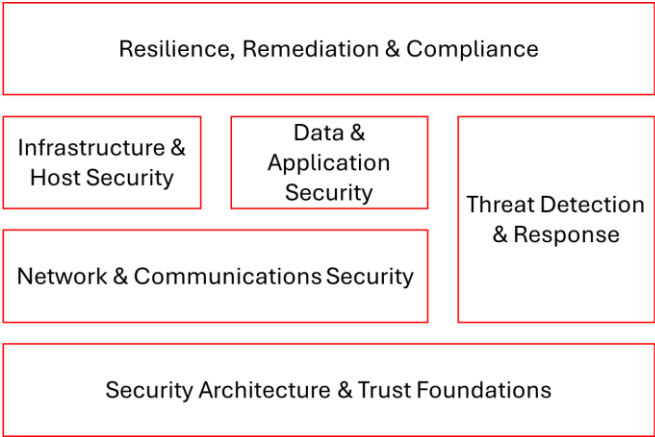 Resilience, Remediation & Compliance
Infrastructure &
Host Security
Data &
Application
Security
Threat Detection
& Response
Network & Communications Security
Security Architecture & Trust Foundations